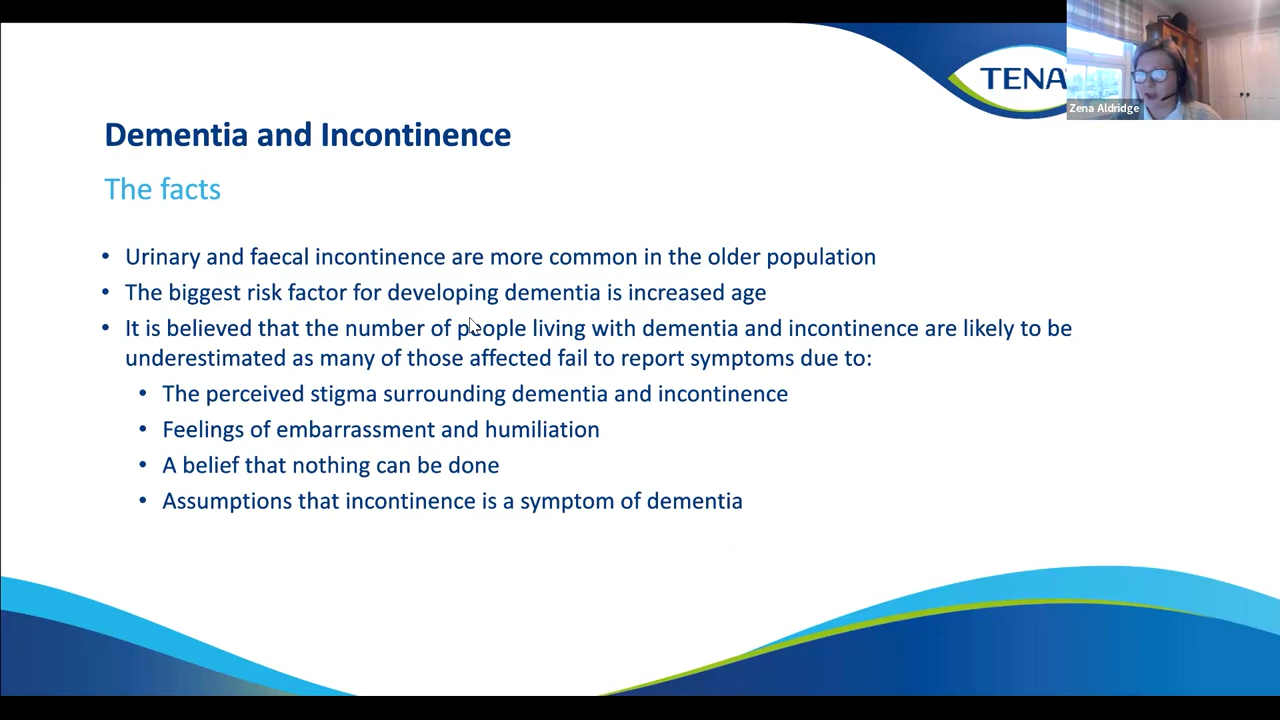 TENA
Zena Aldridge
Dementia and Incontinence
The facts
• Urinary and faecal incontinence are more common in the older population
• The biggest risk factor for developing dementia is increased age
• It is believed that the number of people living with dementia and incontinence are likely to be
underestimated as many of those affected fail to report symptoms due to:
• The perceived stigma surrounding dementia and incontinence
• Feelings of embarrassment and humiliation
• A belief that nothing can be done
• Assumptions that incontinence is a symptom of dementia